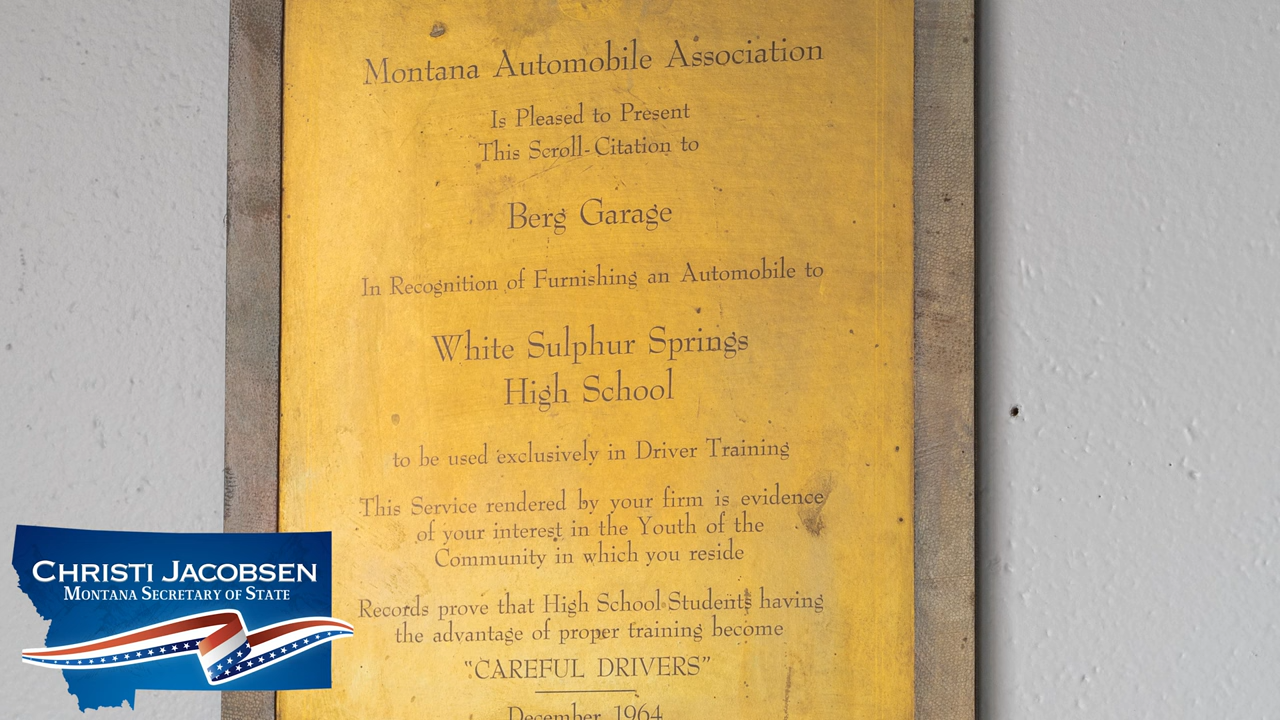 Montana Automobile Association
Is Pleased to Present
This Scroll-Citation to
Berg Garage
In Recognition of Furnishing an Automobile to
White Sulphur Springs
High School
to be used exclusively in Driver Training
This Service rendered by your firm is evidence
of your interest in the Youth of the
Community in which you reside
Records prove that High School Students having
the advantage of proper training become
"CAREFUL DRIVERS"
December 1964
CHRISTI JACOBSEN
MONTANA SECRETARY OF STATE